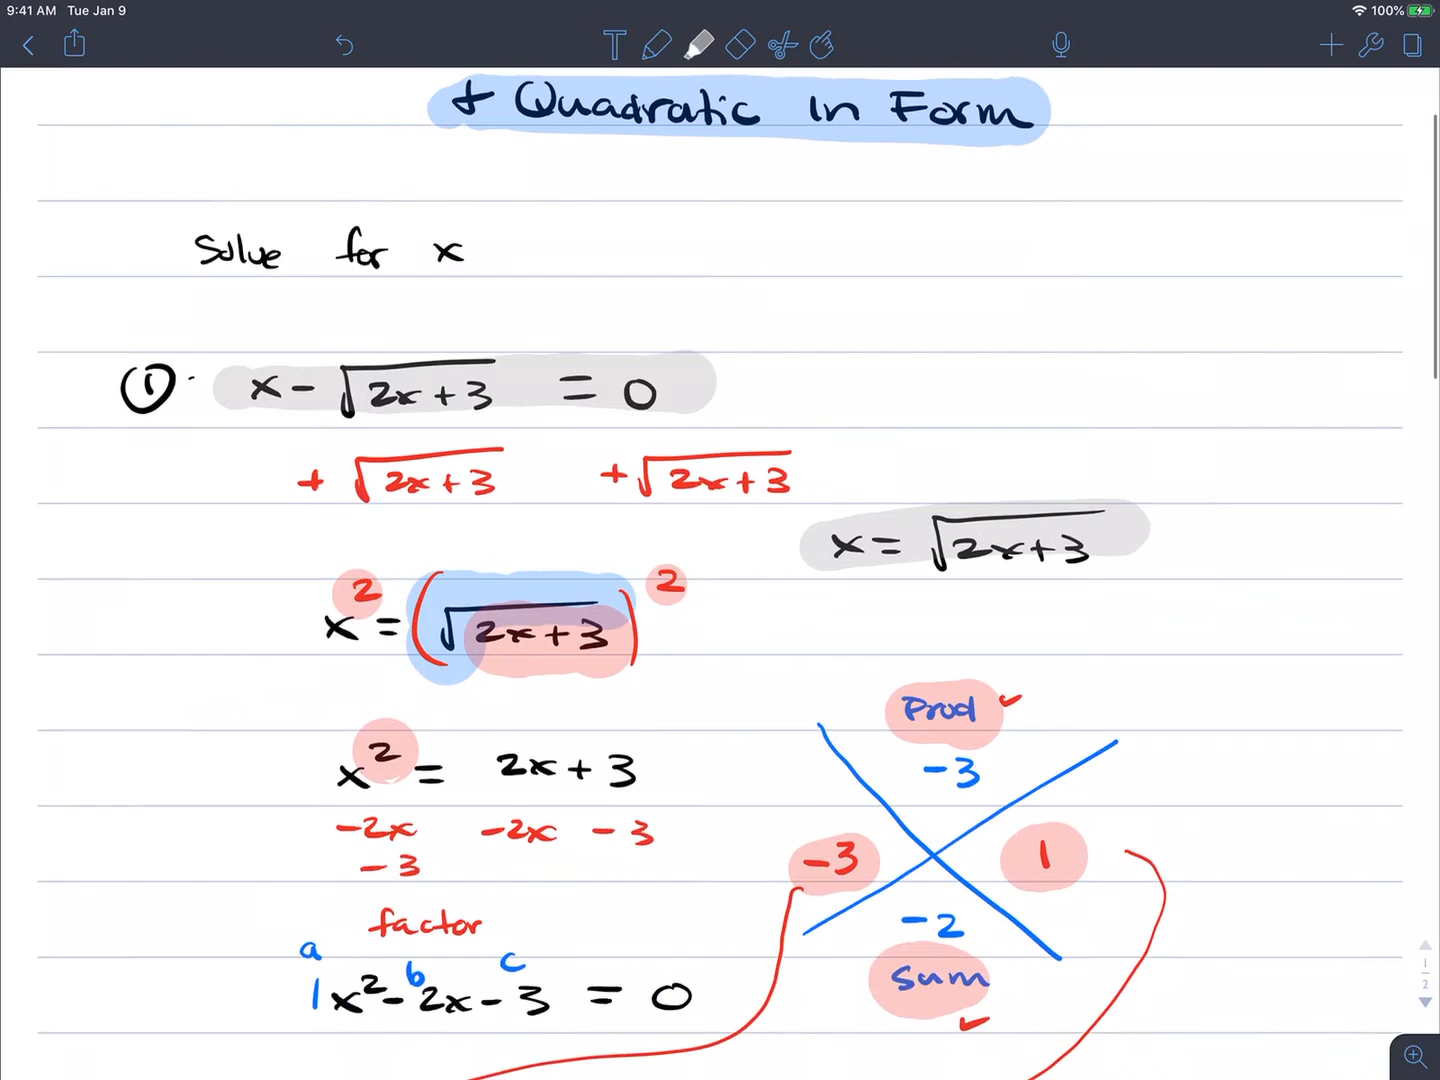 9:41 AM Tue Jan 9
100%
T
+ Quadratic In Form
Solve for x
① x - √(2x+3) = 0
+ √(2x+3) + √(2x+3)
x = √(2x+3)
x² = (√(2x+3))²
Prod ✓
x² = 2x + 3
-3
-2x -2x - 3
-3
-3 1
factor
-2
a b c
Sum ✓
1x² - 2x - 3 = 0
1
2